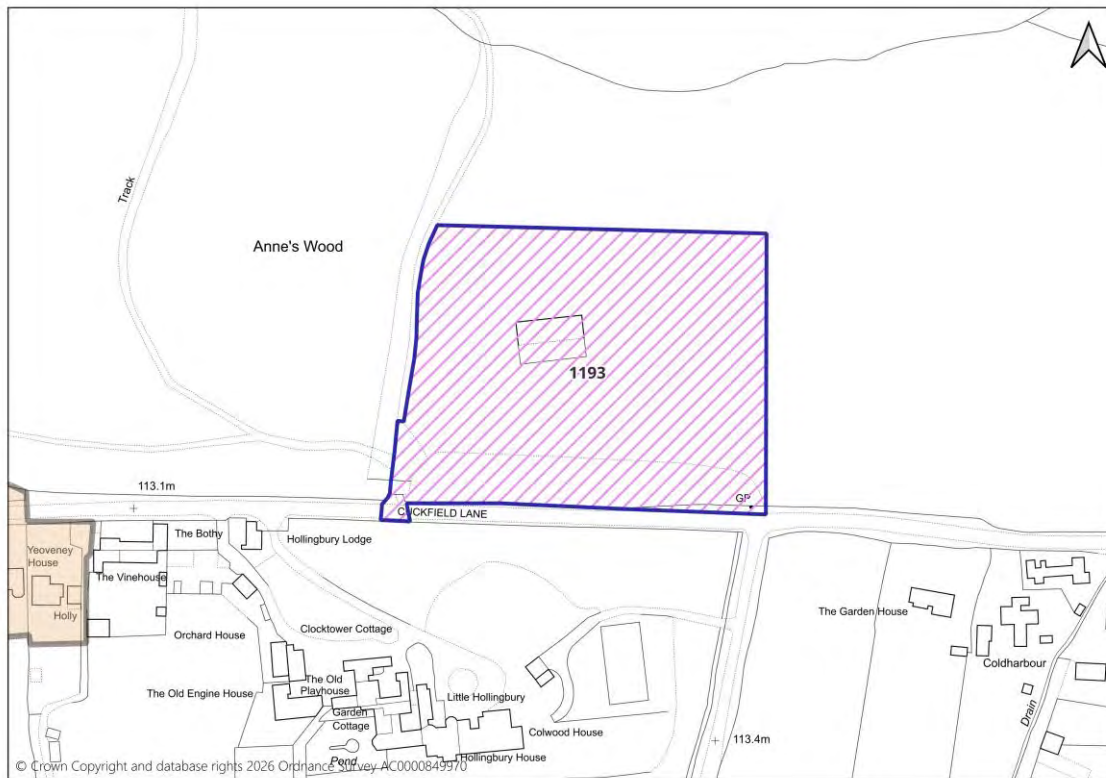 Track
Anne's Wood
1193
113.1m
GP
CUCKFIELD LANE
The Bothy
Hollingbury Lodge
Yeoveney
House
The Vinehouse
Holly
The Garden House
Orchard House
Clocktower Cottage
Coldharbour
The Old
Playhouse
The Old Engine House
Little Hollingbury
Garden
Cottage
Colwood House
Drain
113.4m
Pond
Hollingbury House
© Crown Copyright and database rights 2026 Ordnance Survey AC0000849970